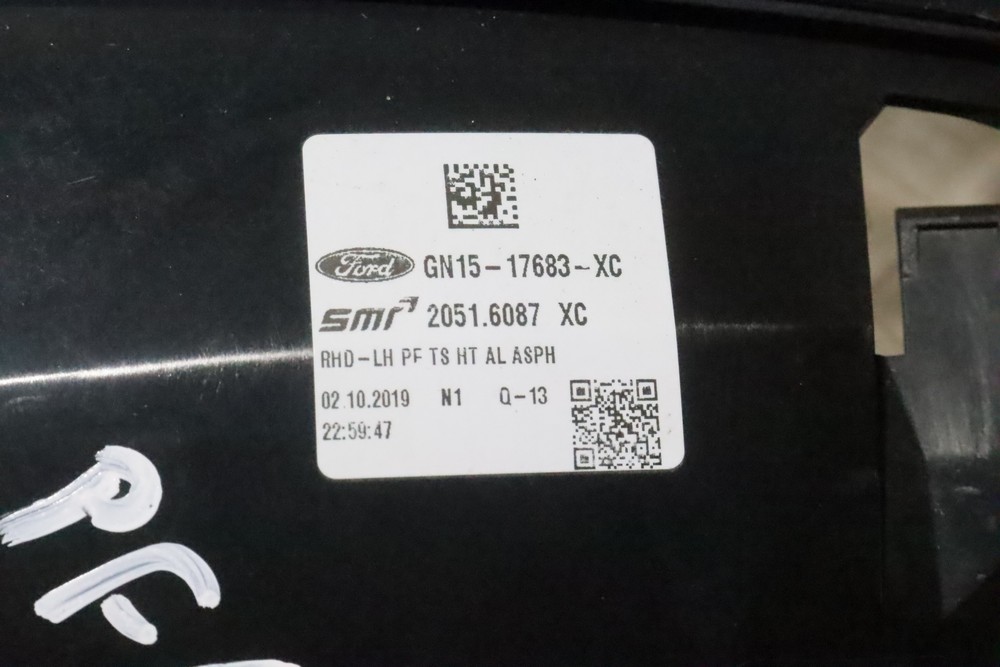 Ford GN15-17683-XC
smr 2051.6087 XC
RHD-LH PF TS HT AL ASPH
02.10.2019 N1 Q-13
22:59:47